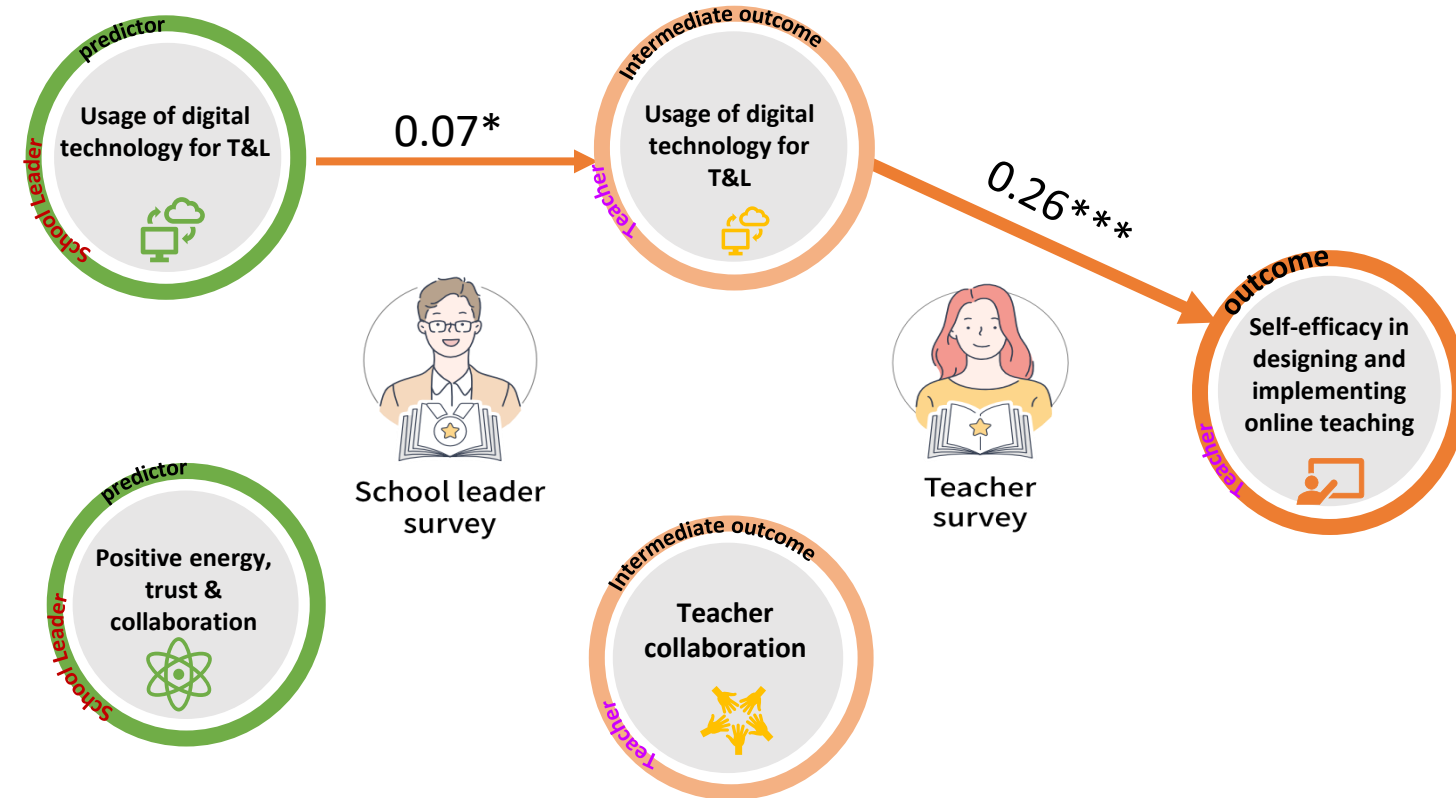 predictor
Usage of digital
technology for T&L
School Leader
0.07*
Intermediate outcome
Usage of digital
technology for
T&L
Teacher
0.26***
outcome
Self-efficacy in
designing and
implementing
online teaching
Teacher
School leader
survey
Teacher
survey
predictor
Positive energy,
trust &
collaboration
School Leader
Intermediate outcome
Teacher
collaboration
Teacher